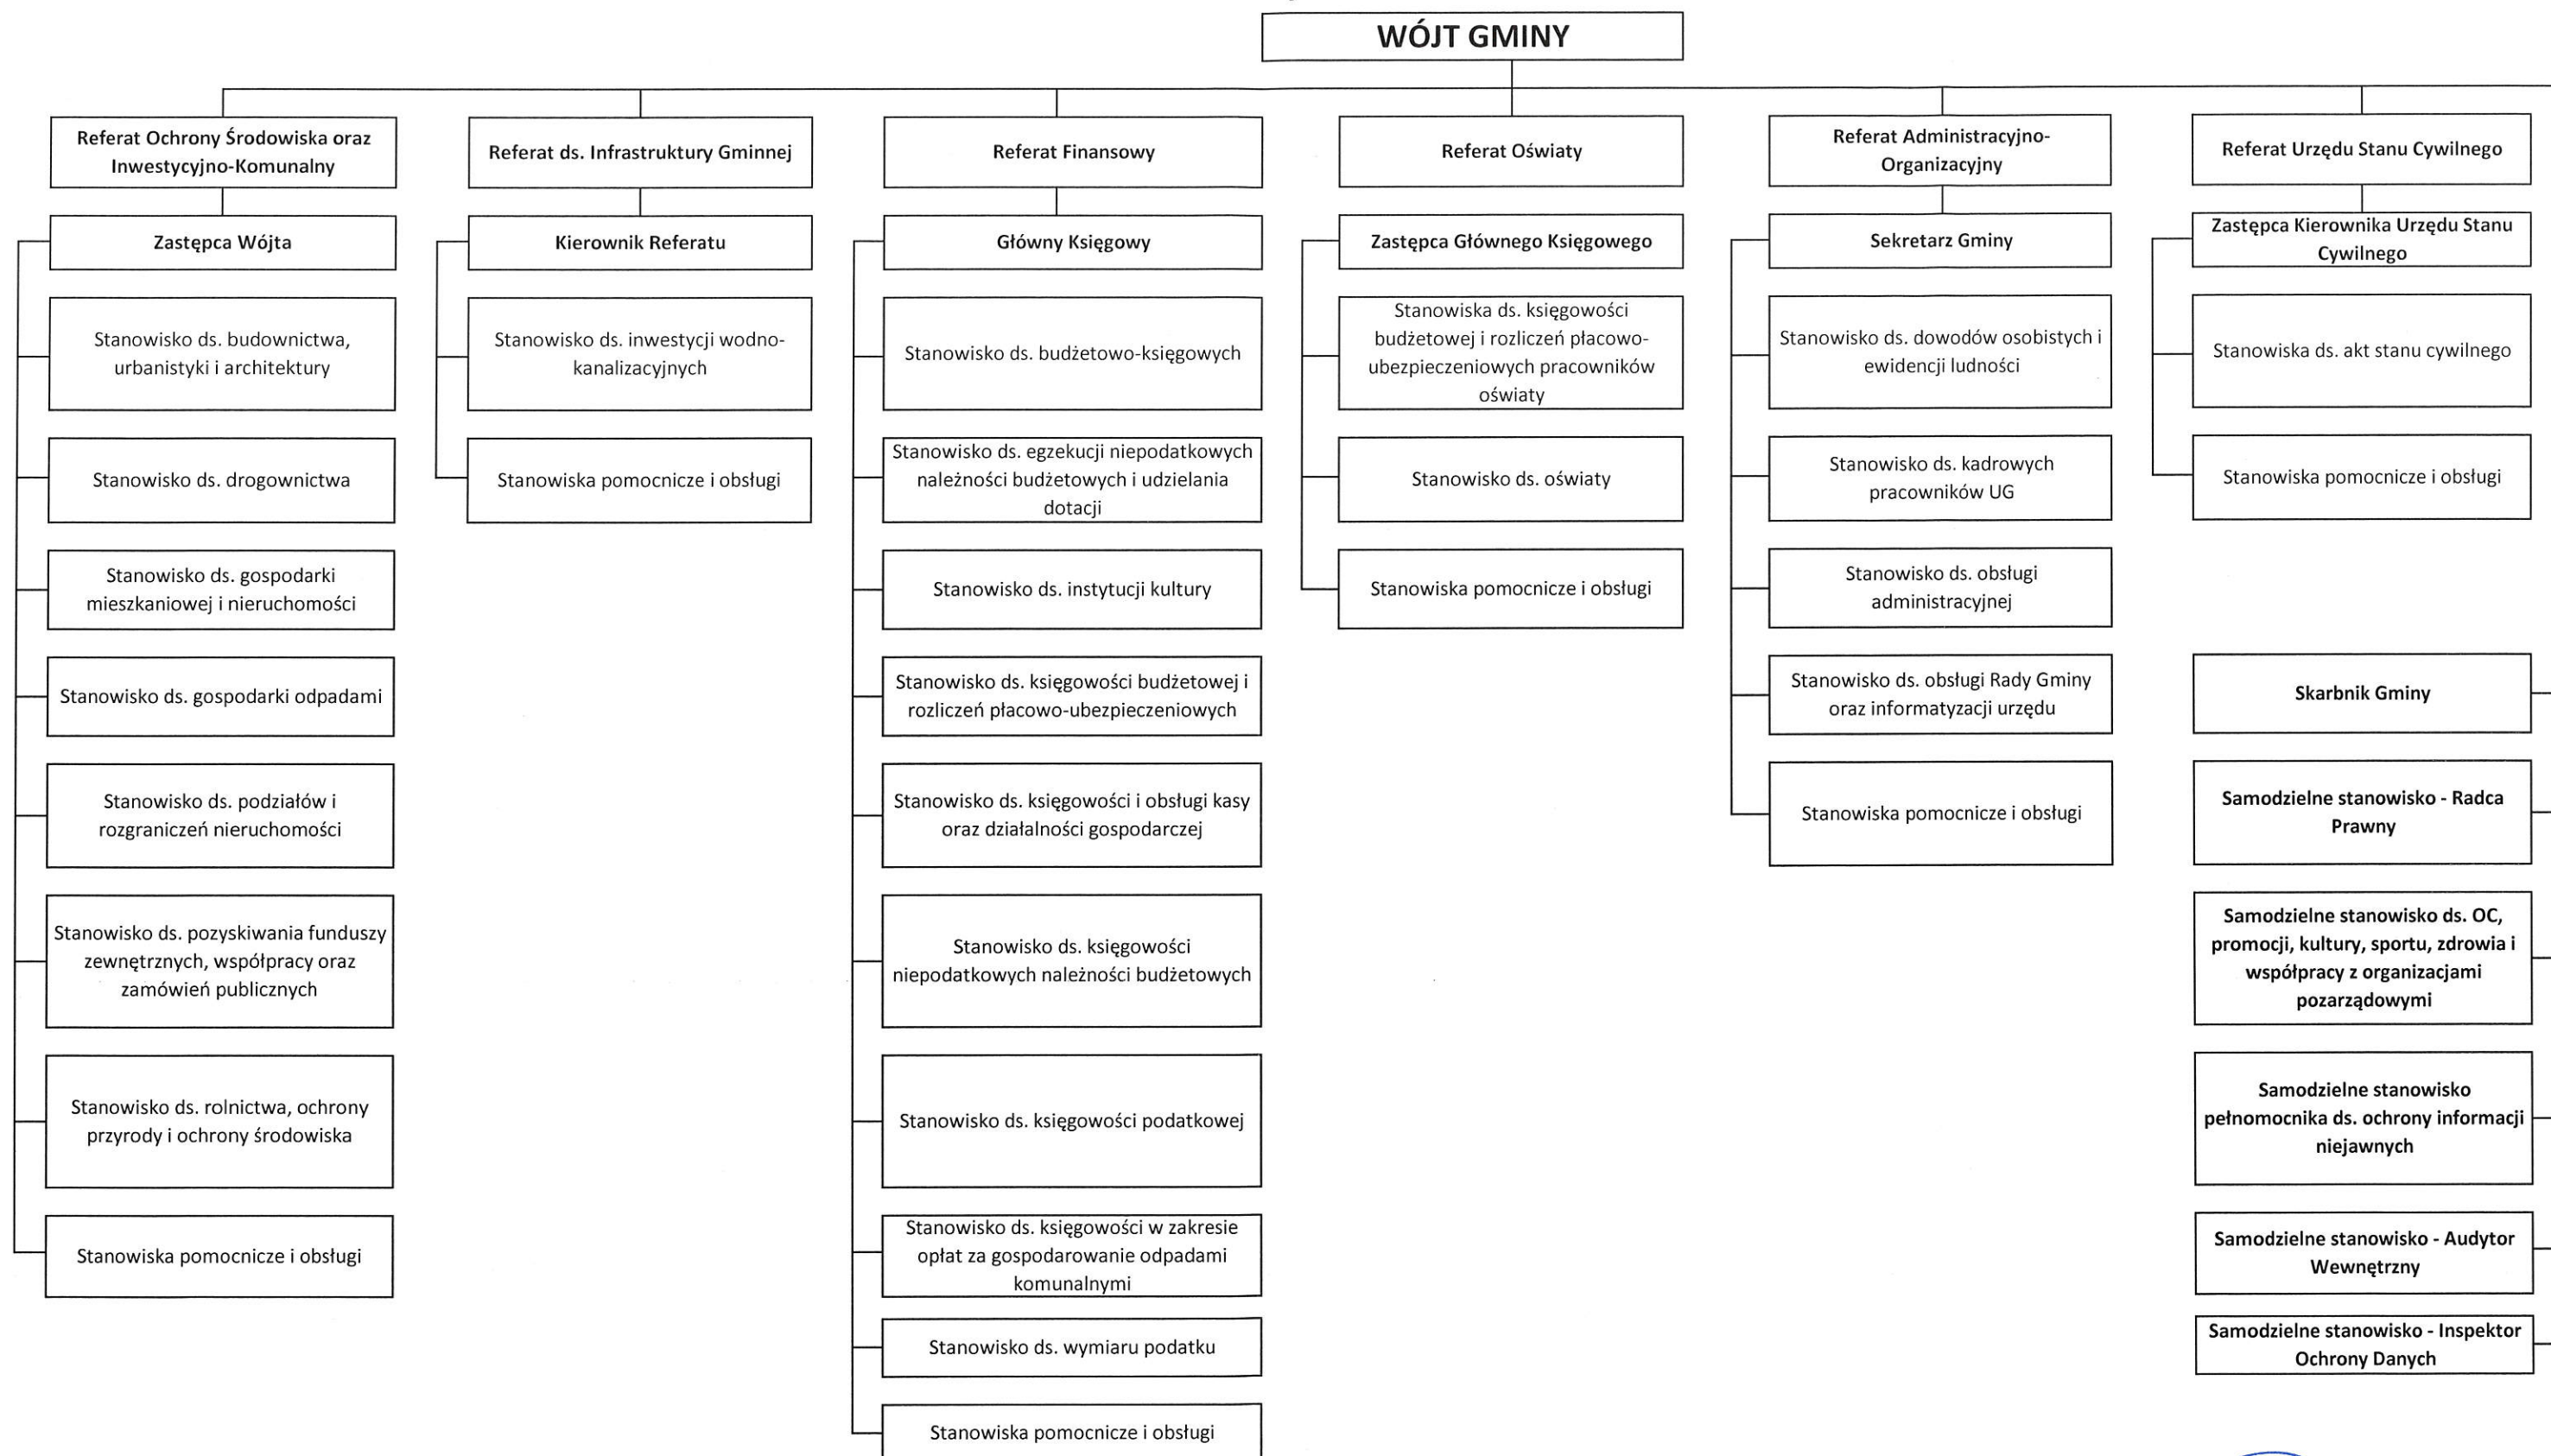 WÓJT GMINY
Referat Ochrony Środowiska oraz
Inwestycyjno-Komunalny
Zastępca Wójta
Stanowisko ds. budownictwa,
urbanistyki i architektury
Stanowisko ds. drogownictwa
Stanowisko ds. gospodarki
mieszkaniowej i nieruchomości
Stanowisko ds. gospodarki odpadami
Stanowisko ds. podziałów i
rozgraniczeń nieruchomości
Stanowisko ds. pozyskiwania funduszy
zewnętrznych, współpracy oraz
zamówień publicznych
Stanowisko ds. rolnictwa, ochrony
przyrody i ochrony środowiska
Stanowiska pomocnicze i obsługi
Referat ds. Infrastruktury Gminnej
Kierownik Referatu
Stanowisko ds. inwestycji wodno-
kanalizacyjnych
Stanowiska pomocnicze i obsługi
Referat Finansowy
Główny Księgowy
Stanowisko ds. budżetowo-księgowych
Stanowisko ds. egzekucji niepodatkowych
należności budżetowych i udzielania
dotacji
Stanowisko ds. instytucji kultury
Stanowisko ds. księgowości budżetowej i
rozliczeń płacowo-ubezpieczeniowych
Stanowisko ds. księgowości i obsługi kasy
oraz działalności gospodarczej
Stanowisko ds. księgowości
niepodatkowych należności budżetowych
Stanowisko ds. księgowości podatkowej
Stanowisko ds. księgowości w zakresie
opłat za gospodarowanie odpadami
komunalnymi
Stanowisko ds. wymiaru podatku
Stanowiska pomocnicze i obsługi
Referat Oświaty
Zastępca Głównego Księgowego
Stanowiska ds. księgowości
budżetowej i rozliczeń płacowo-
ubezpieczeniowych pracowników
oświaty
Stanowisko ds. oświaty
Stanowiska pomocnicze i obsługi
Referat Administracyjno-
Organizacyjny
Sekretarz Gminy
Stanowisko ds. dowodów osobistych i
ewidencji ludności
Stanowisko ds. kadrowych
pracowników UG
Stanowisko ds. obsługi
administracyjnej
Stanowisko ds. obsługi Rady Gminy
oraz informatyzacji urzędu
Stanowiska pomocnicze i obsługi
Referat Urzędu Stanu Cywilnego
Zastępca Kierownika Urzędu Stanu
Cywilnego
Stanowiska ds. akt stanu cywilnego
Stanowiska pomocnicze i obsługi
Skarbnik Gminy
Samodzielne stanowisko - Radca
Prawny
Samodzielne stanowisko ds. OC,
promocji, kultury, sportu, zdrowia i
współpracy z organizacjami
pozarządowymi
Samodzielne stanowisko
pełnomocnika ds. ochrony informacji
niejawnych
Samodzielne stanowisko - Audytor
Wewnętrzny
Samodzielne stanowisko - Inspektor
Ochrony Danych